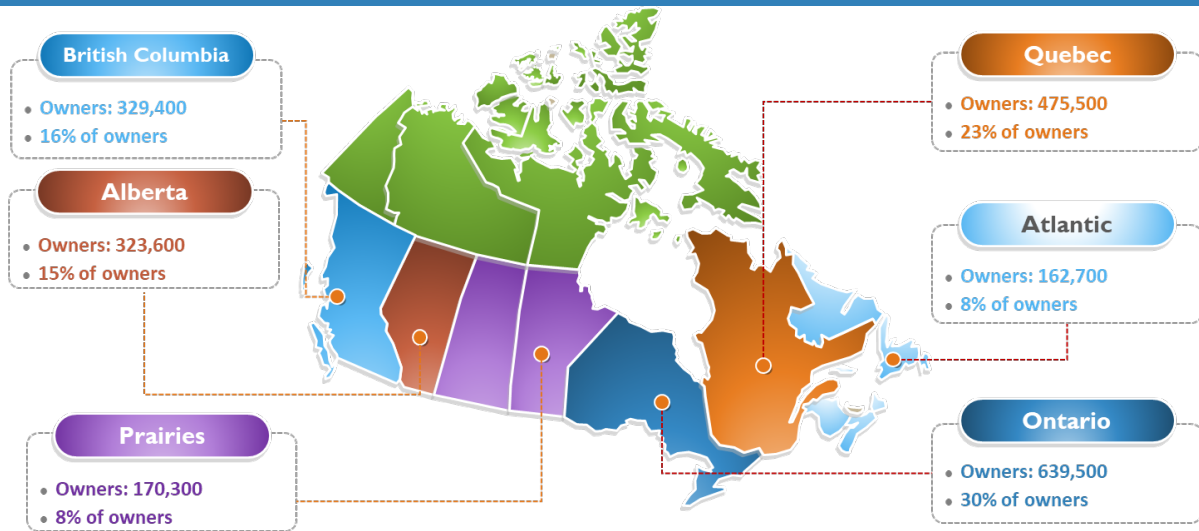 British Columbia
• Owners: 329,400
• 16% of owners
Alberta
• Owners: 323,600
• 15% of owners
Prairies
• Owners: 170,300
• 8% of owners
Quebec
• Owners: 475,500
• 23% of owners
Atlantic
• Owners: 162,700
• 8% of owners
Ontario
• Owners: 639,500
• 30% of owners